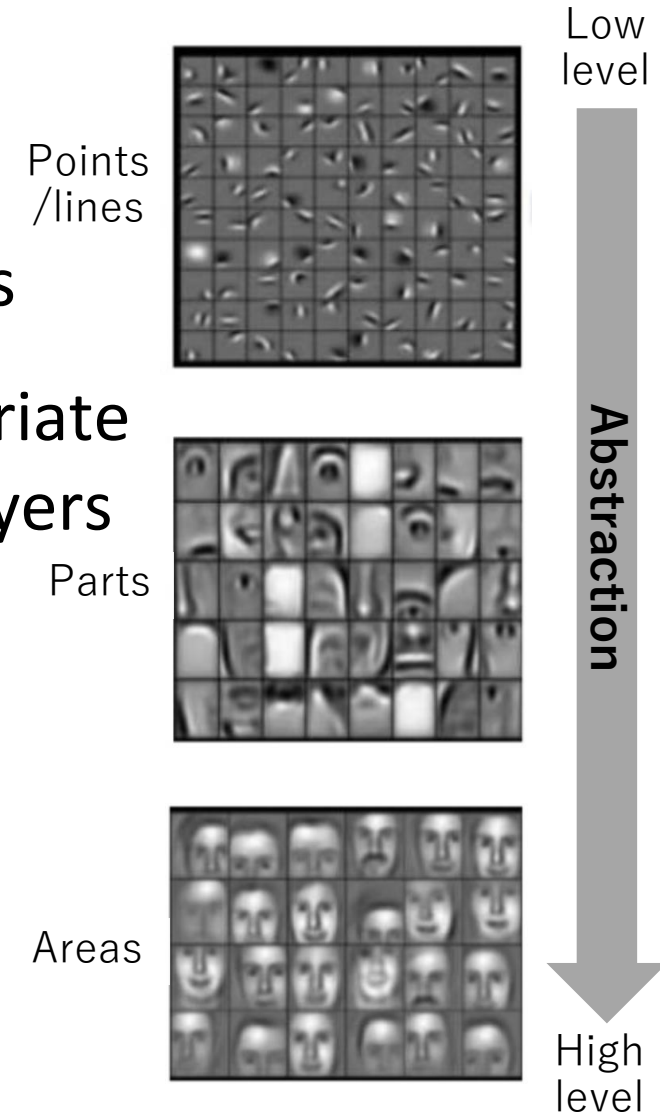 Low
level
Points
/lines
s
riate
yers
Parts
Abstraction
Areas
High
level